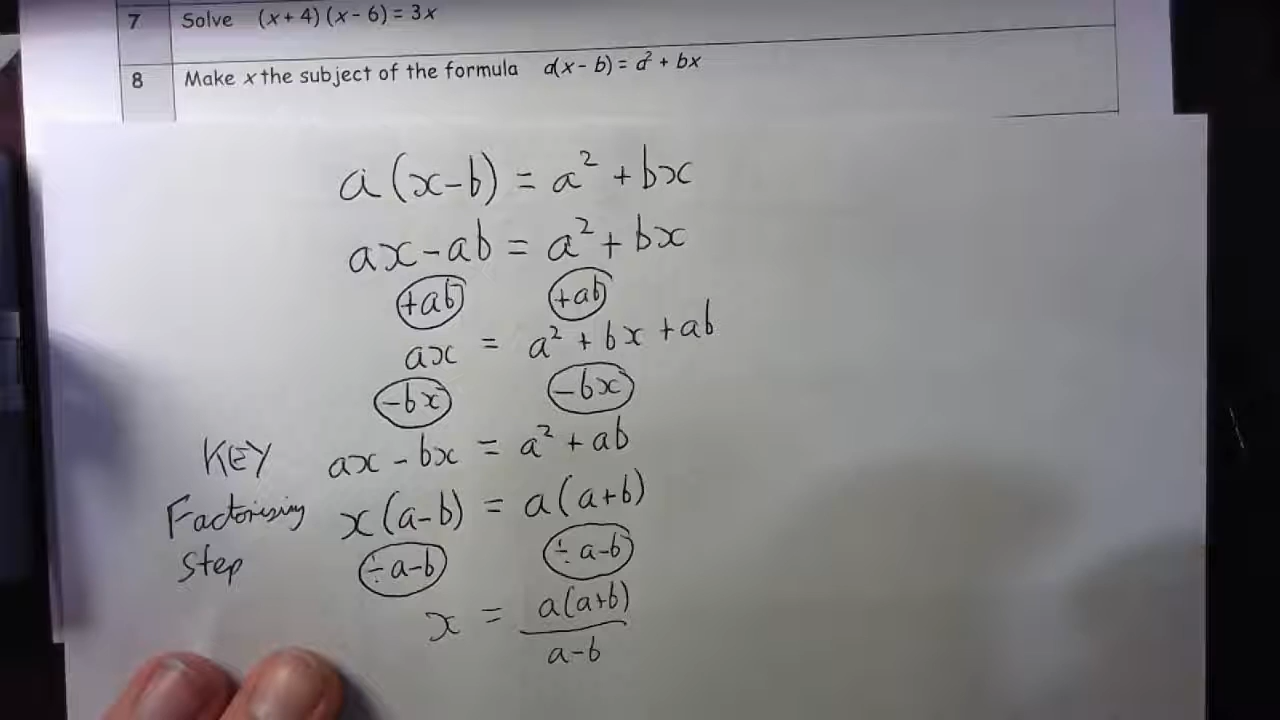 7 Solve (x + 4) (x - 6) = 3x
8 Make x the subject of the formula a(x - b) = a² + bx
a(x-b) = a² + bx
ax - ab = a² + bx
+ab +ab
ax = a² + bx + ab
-bx -bx
KEY ax - bx = a² + ab
Factorising x(a-b) = a(a+b)
Step ÷ a-b ÷ a-b
x = a(a+b)
a-b